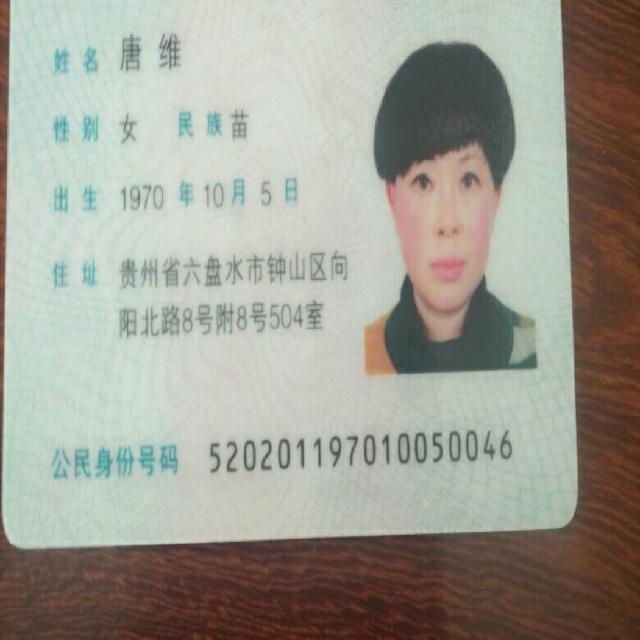 姓名 唐维
性别 女 民族 苗
出生 1970 年 10 月 5 日
住址 贵州省六盘水市钟山区向
阳北路8号附8号504室
公民身份号码 520201197010050046